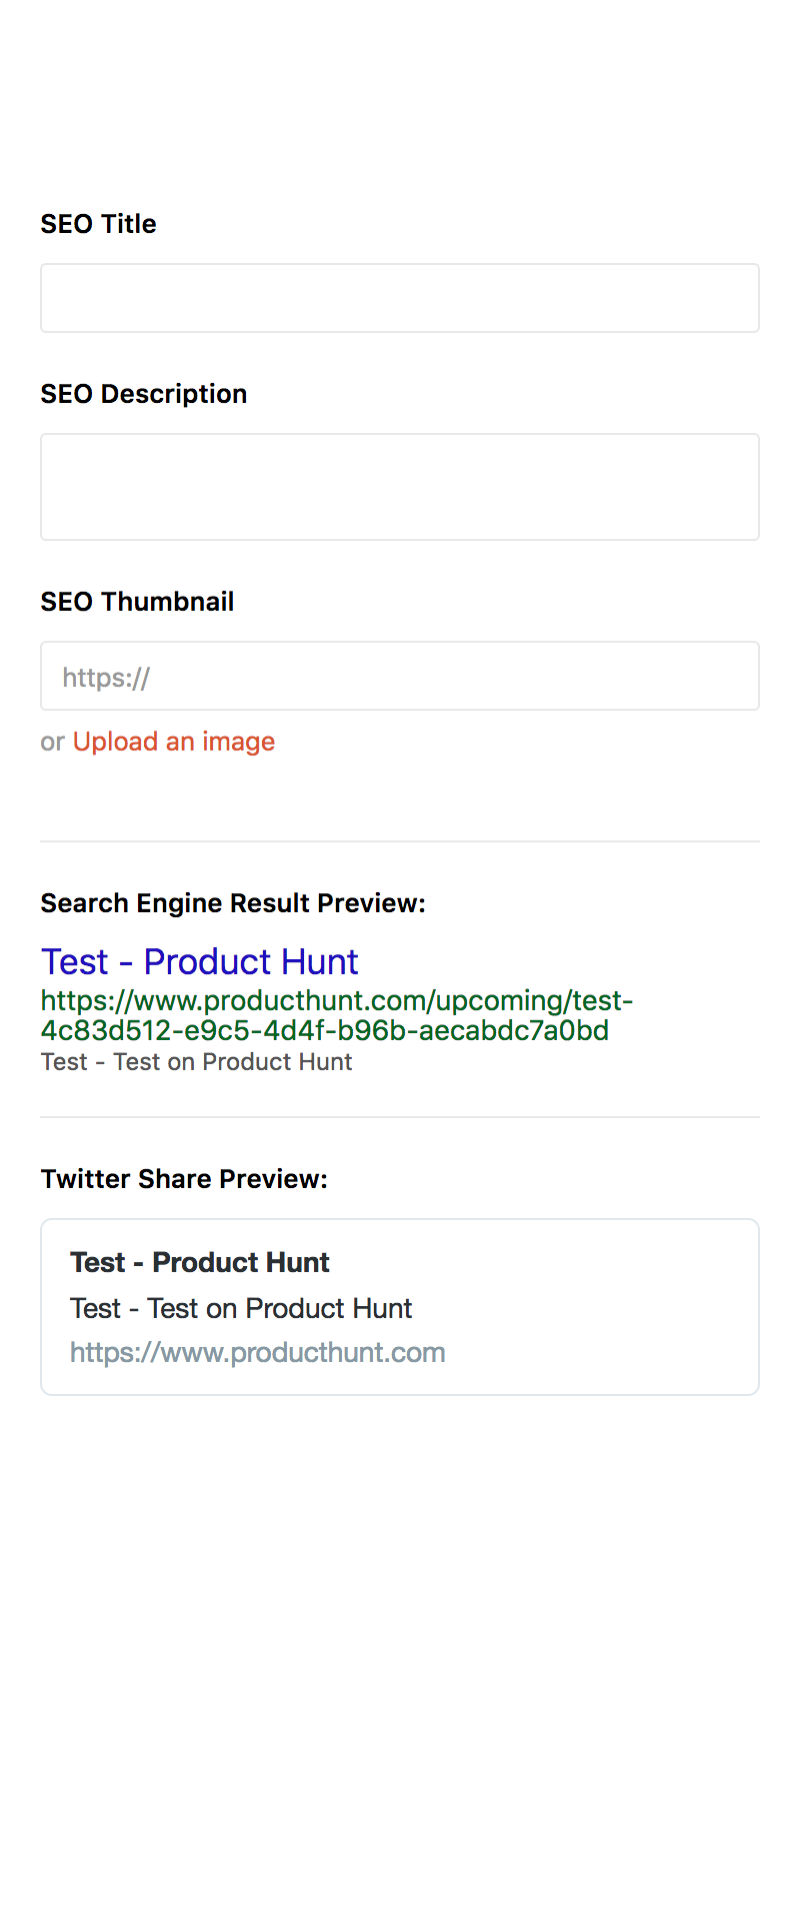 SEO Title
SEO Description
SEO Thumbnail
https://
or Upload an image
Search Engine Result Preview:
Test - Product Hunt
https://www.producthunt.com/upcoming/test-
4c83d512-e9c5-4d4f-b96b-aecabdc7a0bd
Test - Test on Product Hunt
Twitter Share Preview:
Test - Product Hunt
Test - Test on Product Hunt
https://www.producthunt.com